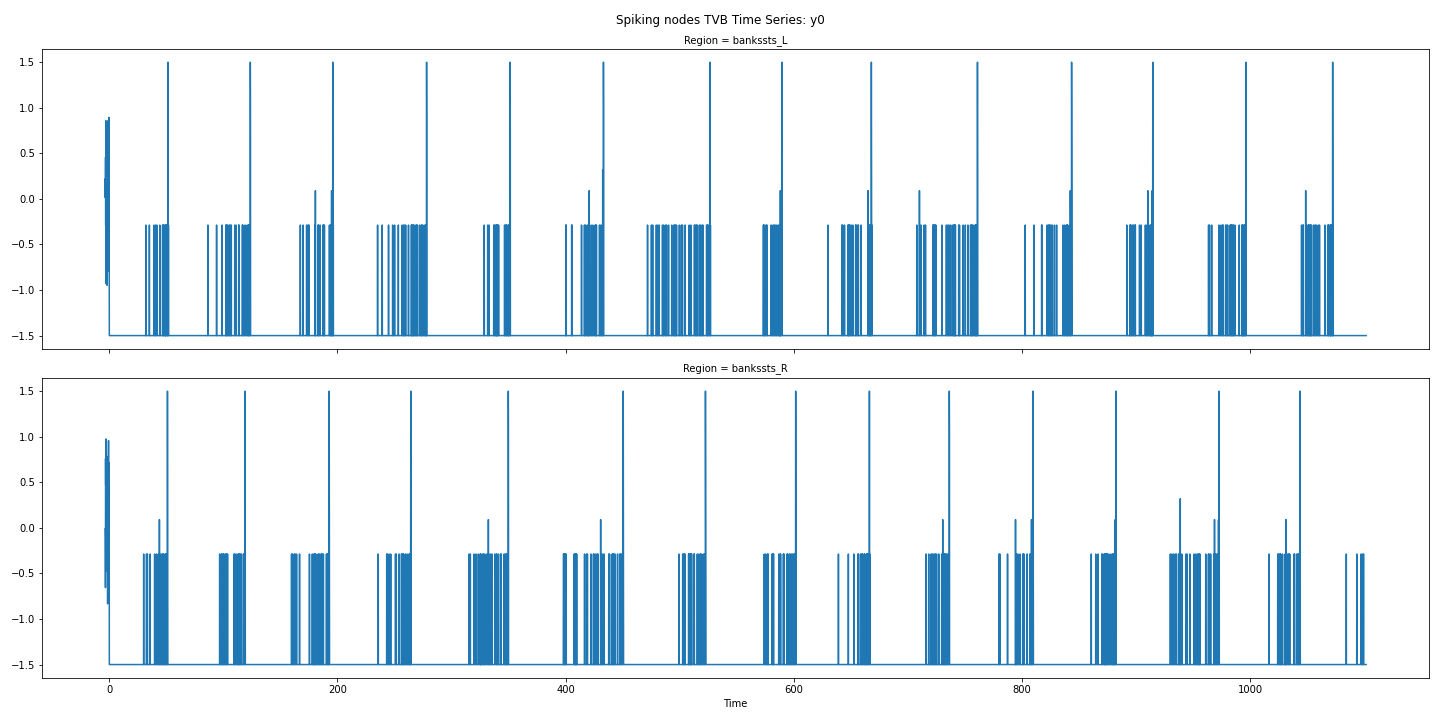 Spiking nodes TVB Time Series: y0
Region = bankssts_L
1.5
1.0
0.5
0.0
−0.5
−1.0
−1.5
Region = bankssts_R
1.5
1.0
0.5
0.0
−0.5
−1.0
−1.5
0 200 400 600 800 1000
Time